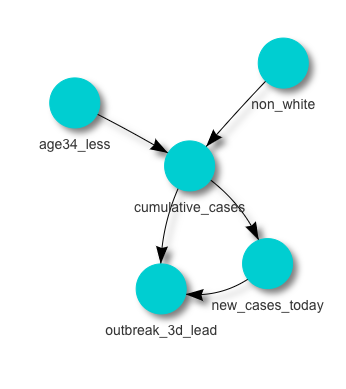 non_white
age34_less
cumulative_cases
new_cases_today
outbreak_3d_lead